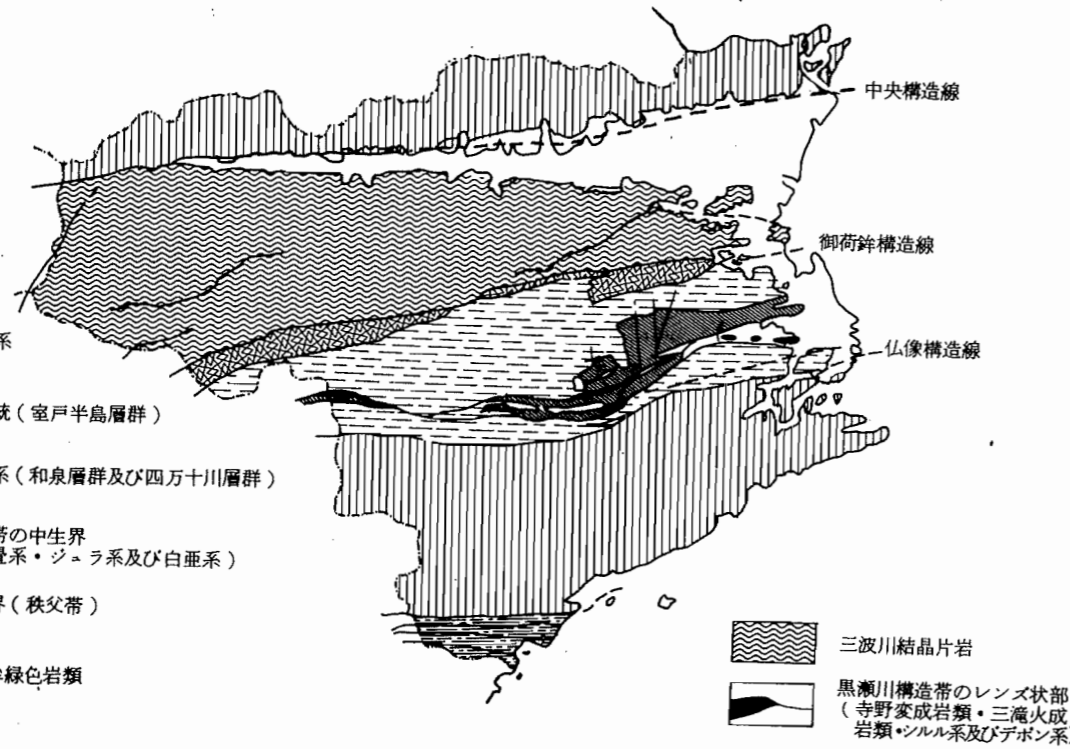 中央構造線
御荷鉾構造線
系
仏像構造線
統(室戸半島層群)
系(和泉層群及び四万十川層群)
帯の中生界
畳系・ジュラ系及び白亜系)
界(秩父帯)
緑色岩類
三波川結晶片岩
黒瀬川構造帯のレンズ状部
(寺野変成岩類・三滝火成
岩類・シルル系及びデボン系